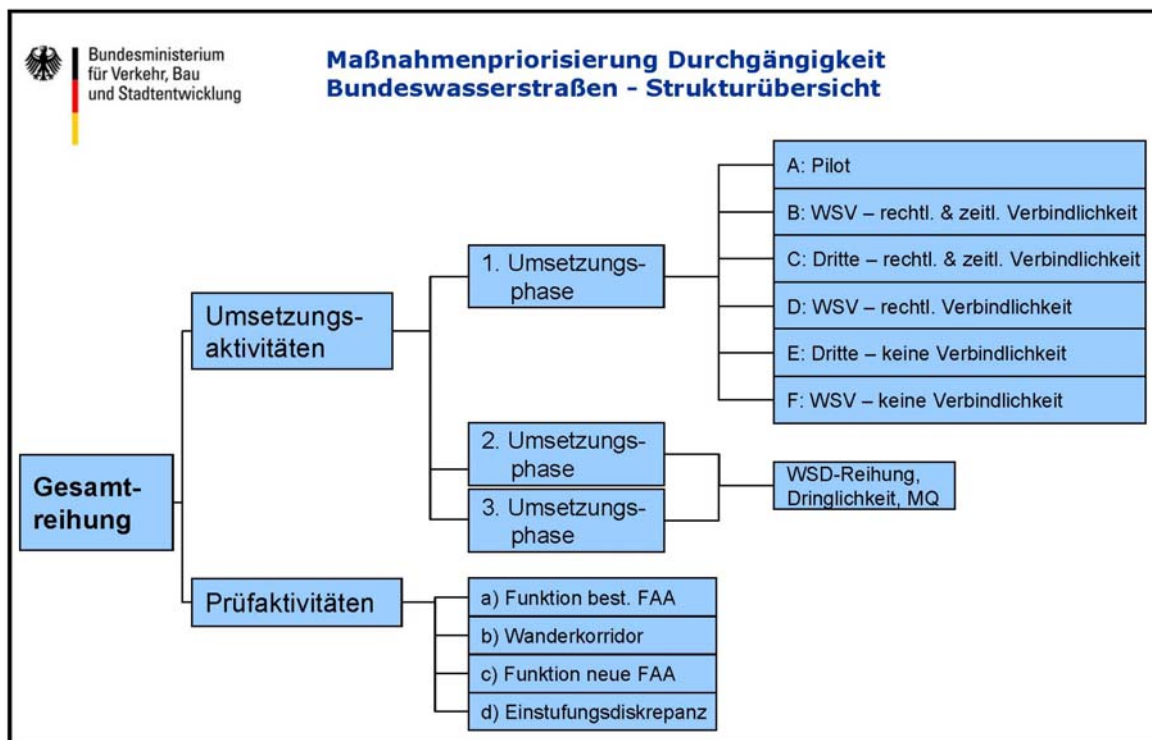 Bundesministerium
für Verkehr, Bau
und Stadtentwicklung
Maßnahmenpriorisierung Durchgängigkeit
Bundeswasserstraßen - Strukturübersicht
Gesamt-
reihung
Umsetzungs-
aktivitäten
1. Umsetzungs-
phase
A: Pilot
B: WSV – rechtl. & zeitl. Verbindlichkeit
C: Dritte – rechtl. & zeitl. Verbindlichkeit
D: WSV – rechtl. Verbindlichkeit
E: Dritte – keine Verbindlichkeit
F: WSV – keine Verbindlichkeit
2. Umsetzungs-
phase
3. Umsetzungs-
phase
WSD-Reihung,
Dringlichkeit, MQ
Prüfaktivitäten
a) Funktion best. FAA
b) Wanderkorridor
c) Funktion neue FAA
d) Einstufungsdiskrepanz